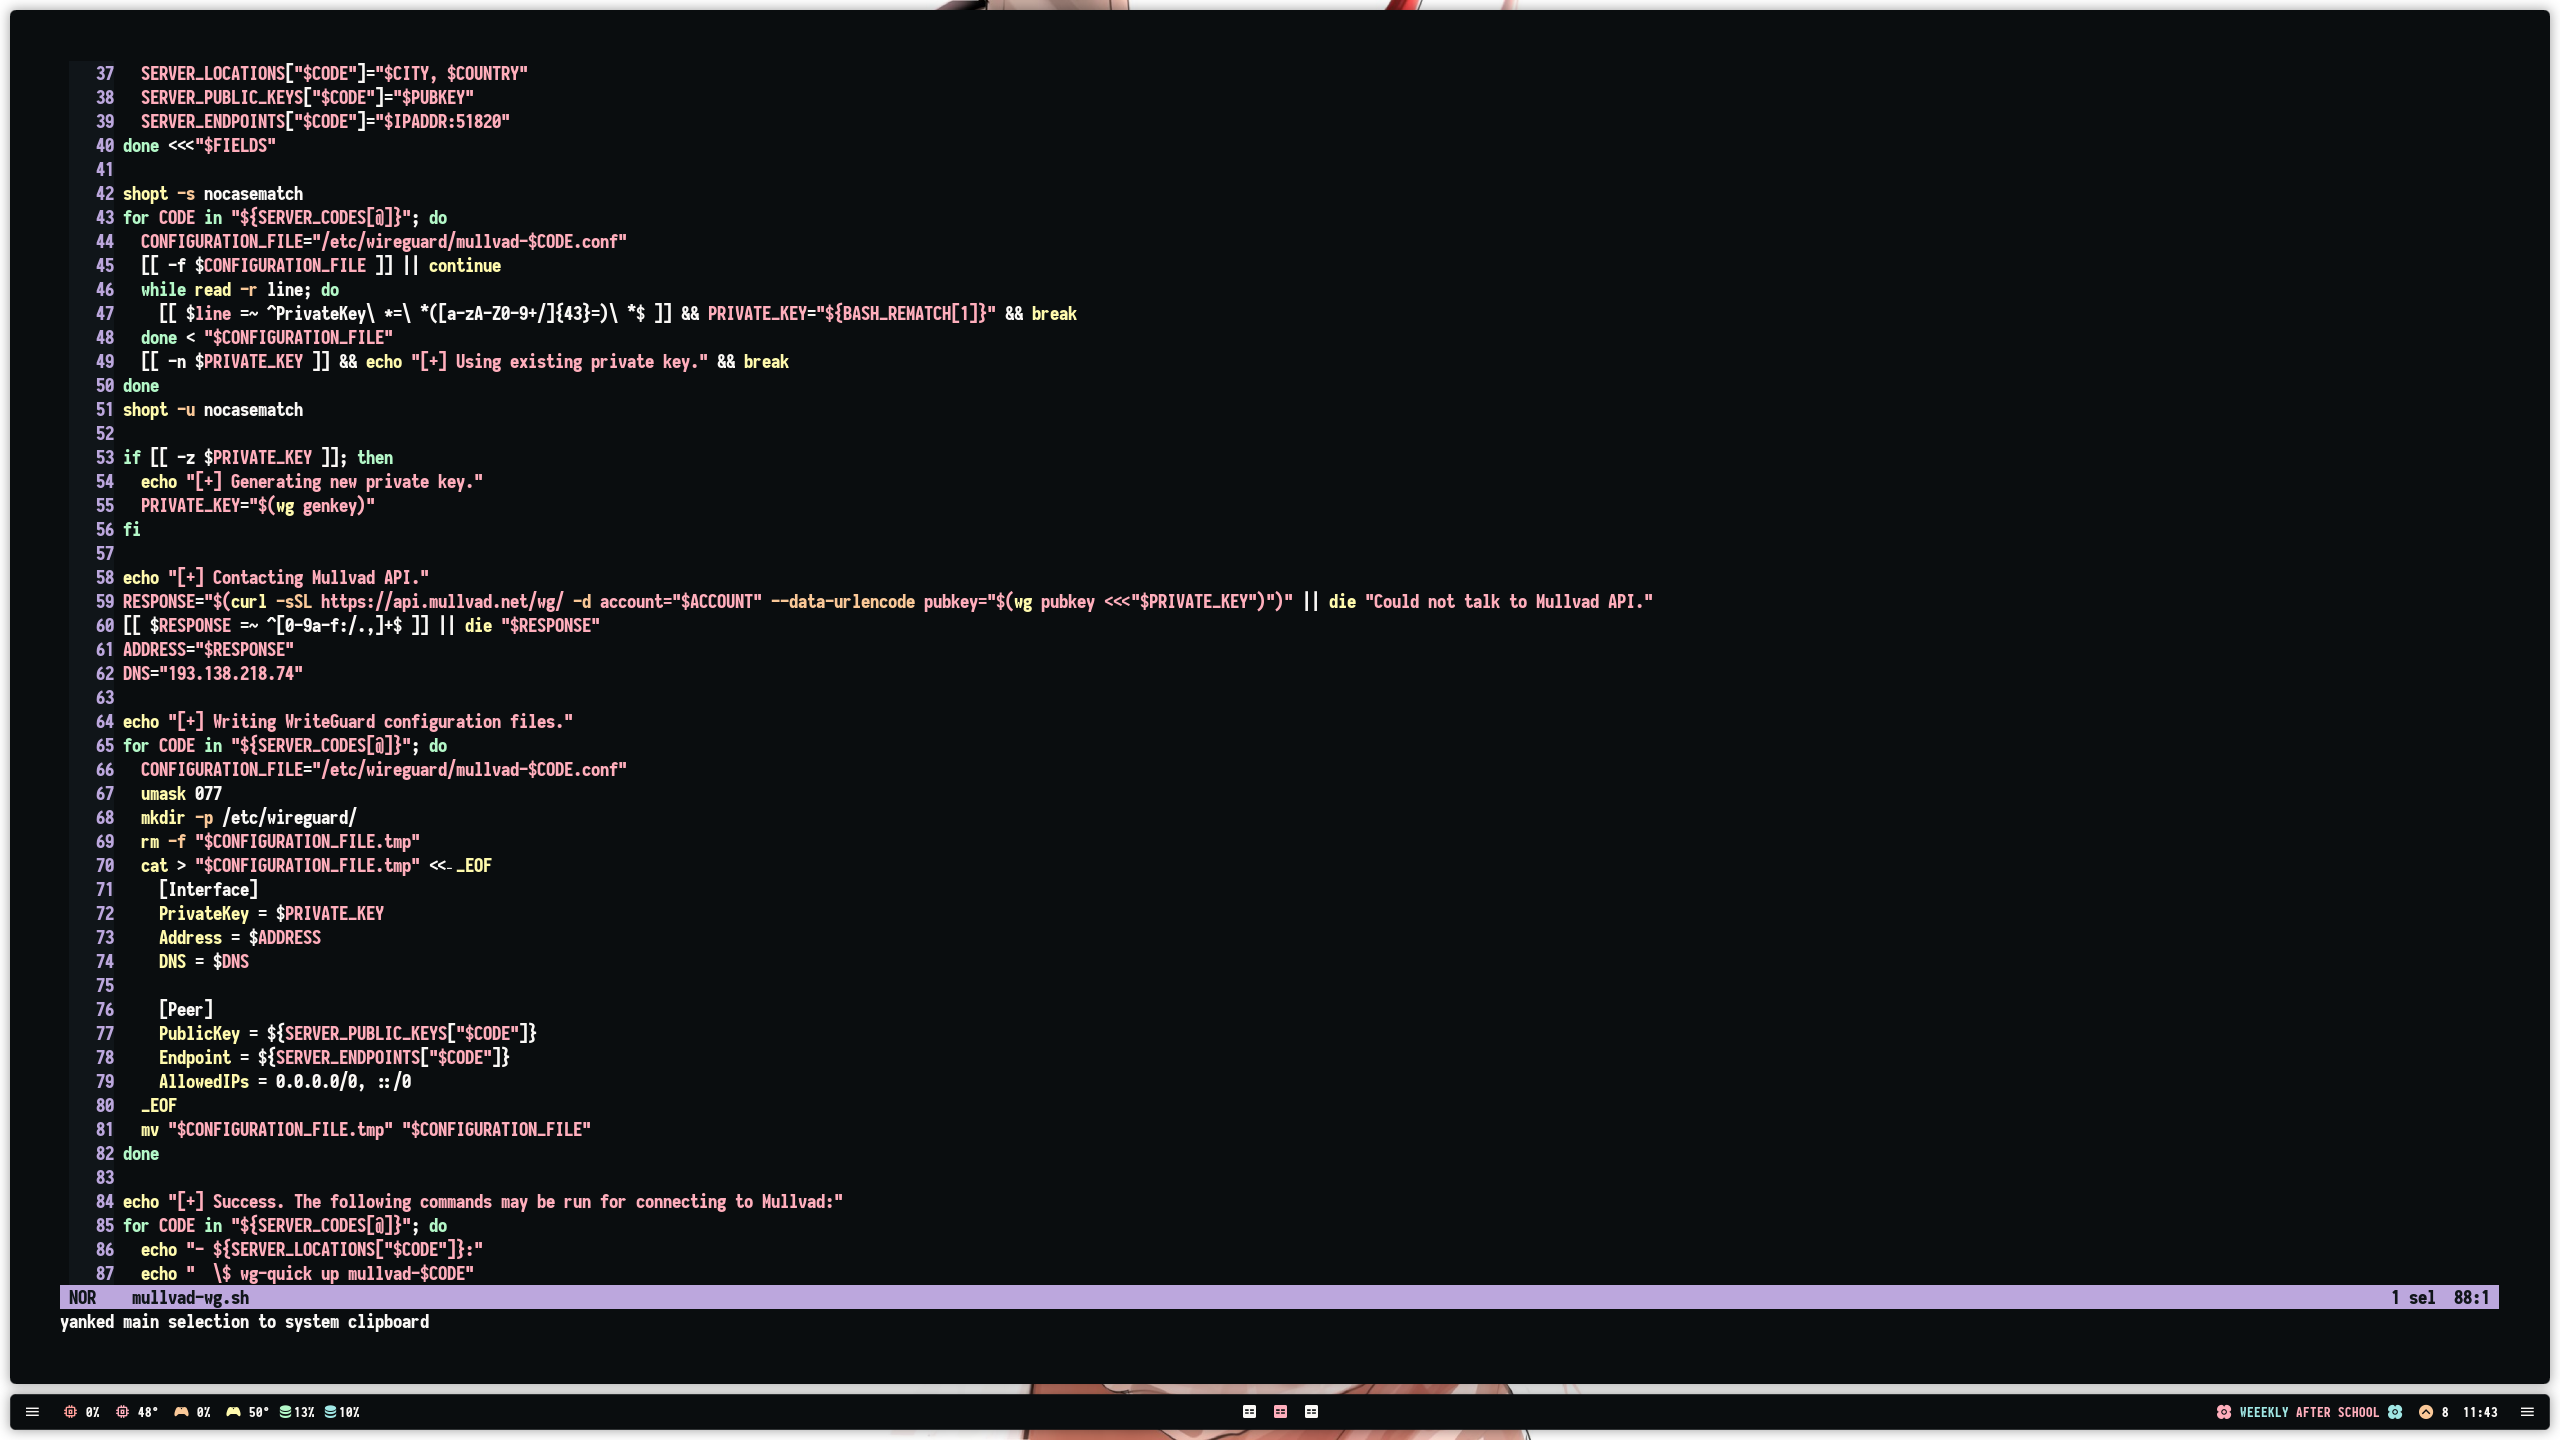 37   SERVER_LOCATIONS["$CODE"]="$CITY, $COUNTRY"
38   SERVER_PUBLIC_KEYS["$CODE"]="$PUBKEY"
39   SERVER_ENDPOINTS["$CODE"]="$IPADDR:51820"
40 done <<<"$FIELDS"
41
42 shopt -s nocasematch
43 for CODE in "${SERVER_CODES[@]}"; do
44   CONFIGURATION_FILE="/etc/wireguard/mullvad-$CODE.conf"
45   [[ -f $CONFIGURATION_FILE ]] || continue
46   while read -r line; do
47     [[ $line =~ ^PrivateKey\ *=\ *([a-zA-Z0-9+/]{43}=)\ *$ ]] && PRIVATE_KEY="${BASH_REMATCH[1]}" && break
48   done < "$CONFIGURATION_FILE"
49   [[ -n $PRIVATE_KEY ]] && echo "[+] Using existing private key." && break
50 done
51 shopt -u nocasematch
52
53 if [[ -z $PRIVATE_KEY ]]; then
54   echo "[+] Generating new private key."
55   PRIVATE_KEY="$(wg genkey)"
56 fi
57
58 echo "[+] Contacting Mullvad API."
59 RESPONSE="$(curl -sSL https://api.mullvad.net/wg/ -d account="$ACCOUNT" --data-urlencode pubkey="$(wg pubkey <<<"$PRIVATE_KEY")")" || die "Could not talk to Mullvad API."
60 [[ $RESPONSE =~ ^[0-9a-f:/.,]+$ ]] || die "$RESPONSE"
61 ADDRESS="$RESPONSE"
62 DNS="193.138.218.74"
63
64 echo "[+] Writing WriteGuard configuration files."
65 for CODE in "${SERVER_CODES[@]}"; do
66   CONFIGURATION_FILE="/etc/wireguard/mullvad-$CODE.conf"
67   umask 077
68   mkdir -p /etc/wireguard/
69   rm -f "$CONFIGURATION_FILE.tmp"
70   cat > "$CONFIGURATION_FILE.tmp" <<-_EOF
71     [Interface]
72     PrivateKey = $PRIVATE_KEY
73     Address = $ADDRESS
74     DNS = $DNS
75
76     [Peer]
77     PublicKey = ${SERVER_PUBLIC_KEYS["$CODE"]}
78     Endpoint = ${SERVER_ENDPOINTS["$CODE"]}
79     AllowedIPs = 0.0.0.0/0, ::/0
80   _EOF
81   mv "$CONFIGURATION_FILE.tmp" "$CONFIGURATION_FILE"
82 done
83
84 echo "[+] Success. The following commands may be run for connecting to Mullvad:"
85 for CODE in "${SERVER_CODES[@]}"; do
86   echo "- ${SERVER_LOCATIONS["$CODE"]}:"
87   echo "  \$ wg-quick up mullvad-$CODE"
NOR    mullvad-wg.sh    1 sel  88:1
yanked main selection to system clipboard
0% 48° 0% 50° 13% 10% WEEEKLY AFTER SCHOOL 8 11:43